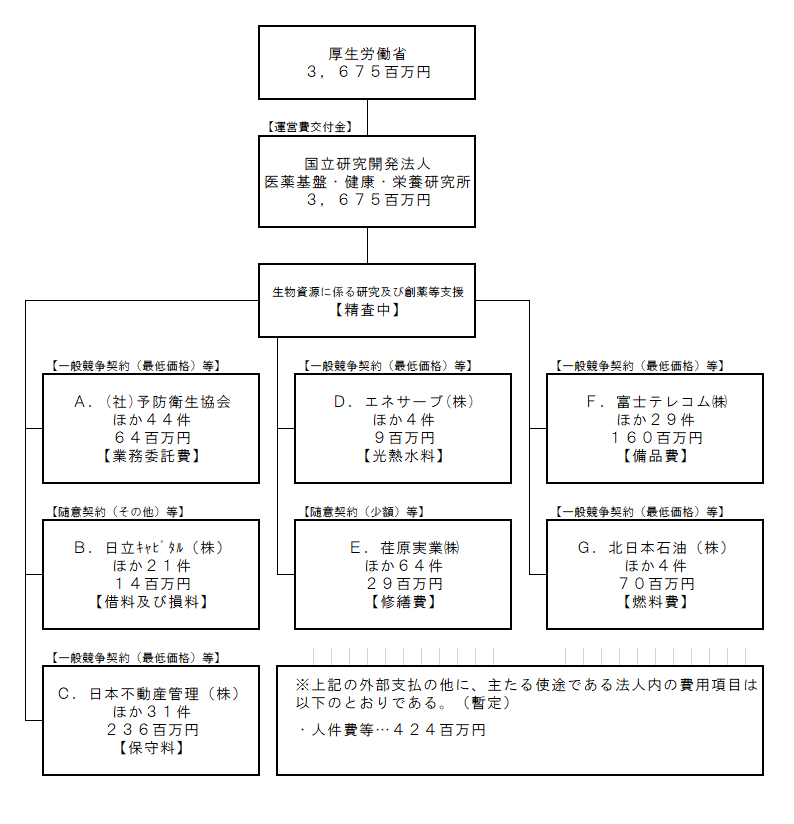 厚生労働省
３，６７５百万円
【運営費交付金】
国立研究開発法人
医薬基盤・健康・栄養研究所
３，６７５百万円
生物資源に係る研究及び創薬等支援
【精査中】
【一般競争契約（最低価格）等】
Ａ．(社)予防衛生協会
ほか４４件
６４百万円
【業務委託費】
【随意契約（その他）等】
Ｂ．日立ｷｬﾋﾟﾀﾙ（株）
ほか２１件
１４百万円
【借料及び損料】
【一般競争契約（最低価格）等】
Ｃ．日本不動産管理（株）
ほか３１件
２３６百万円
【保守料】
【一般競争契約（最低価格）等】
Ｄ．エネサーブ(株）
ほか４件
９百万円
【光熱水料】
【随意契約（少額）等】
Ｅ．荏原実業㈱
ほか６４件
２９百万円
【修繕費】
【一般競争契約（最低価格）等】
Ｆ．富士テレコム㈱
ほか２９件
１６０百万円
【備品費】
【一般競争契約（最低価格）等】
Ｇ．北日本石油（株）
ほか４件
７０百万円
【燃料費】
※上記の外部支払の他に、主たる使途である法人内の費用項目は
以下のとおりである。（暫定）
・人件費等…４２４百万円